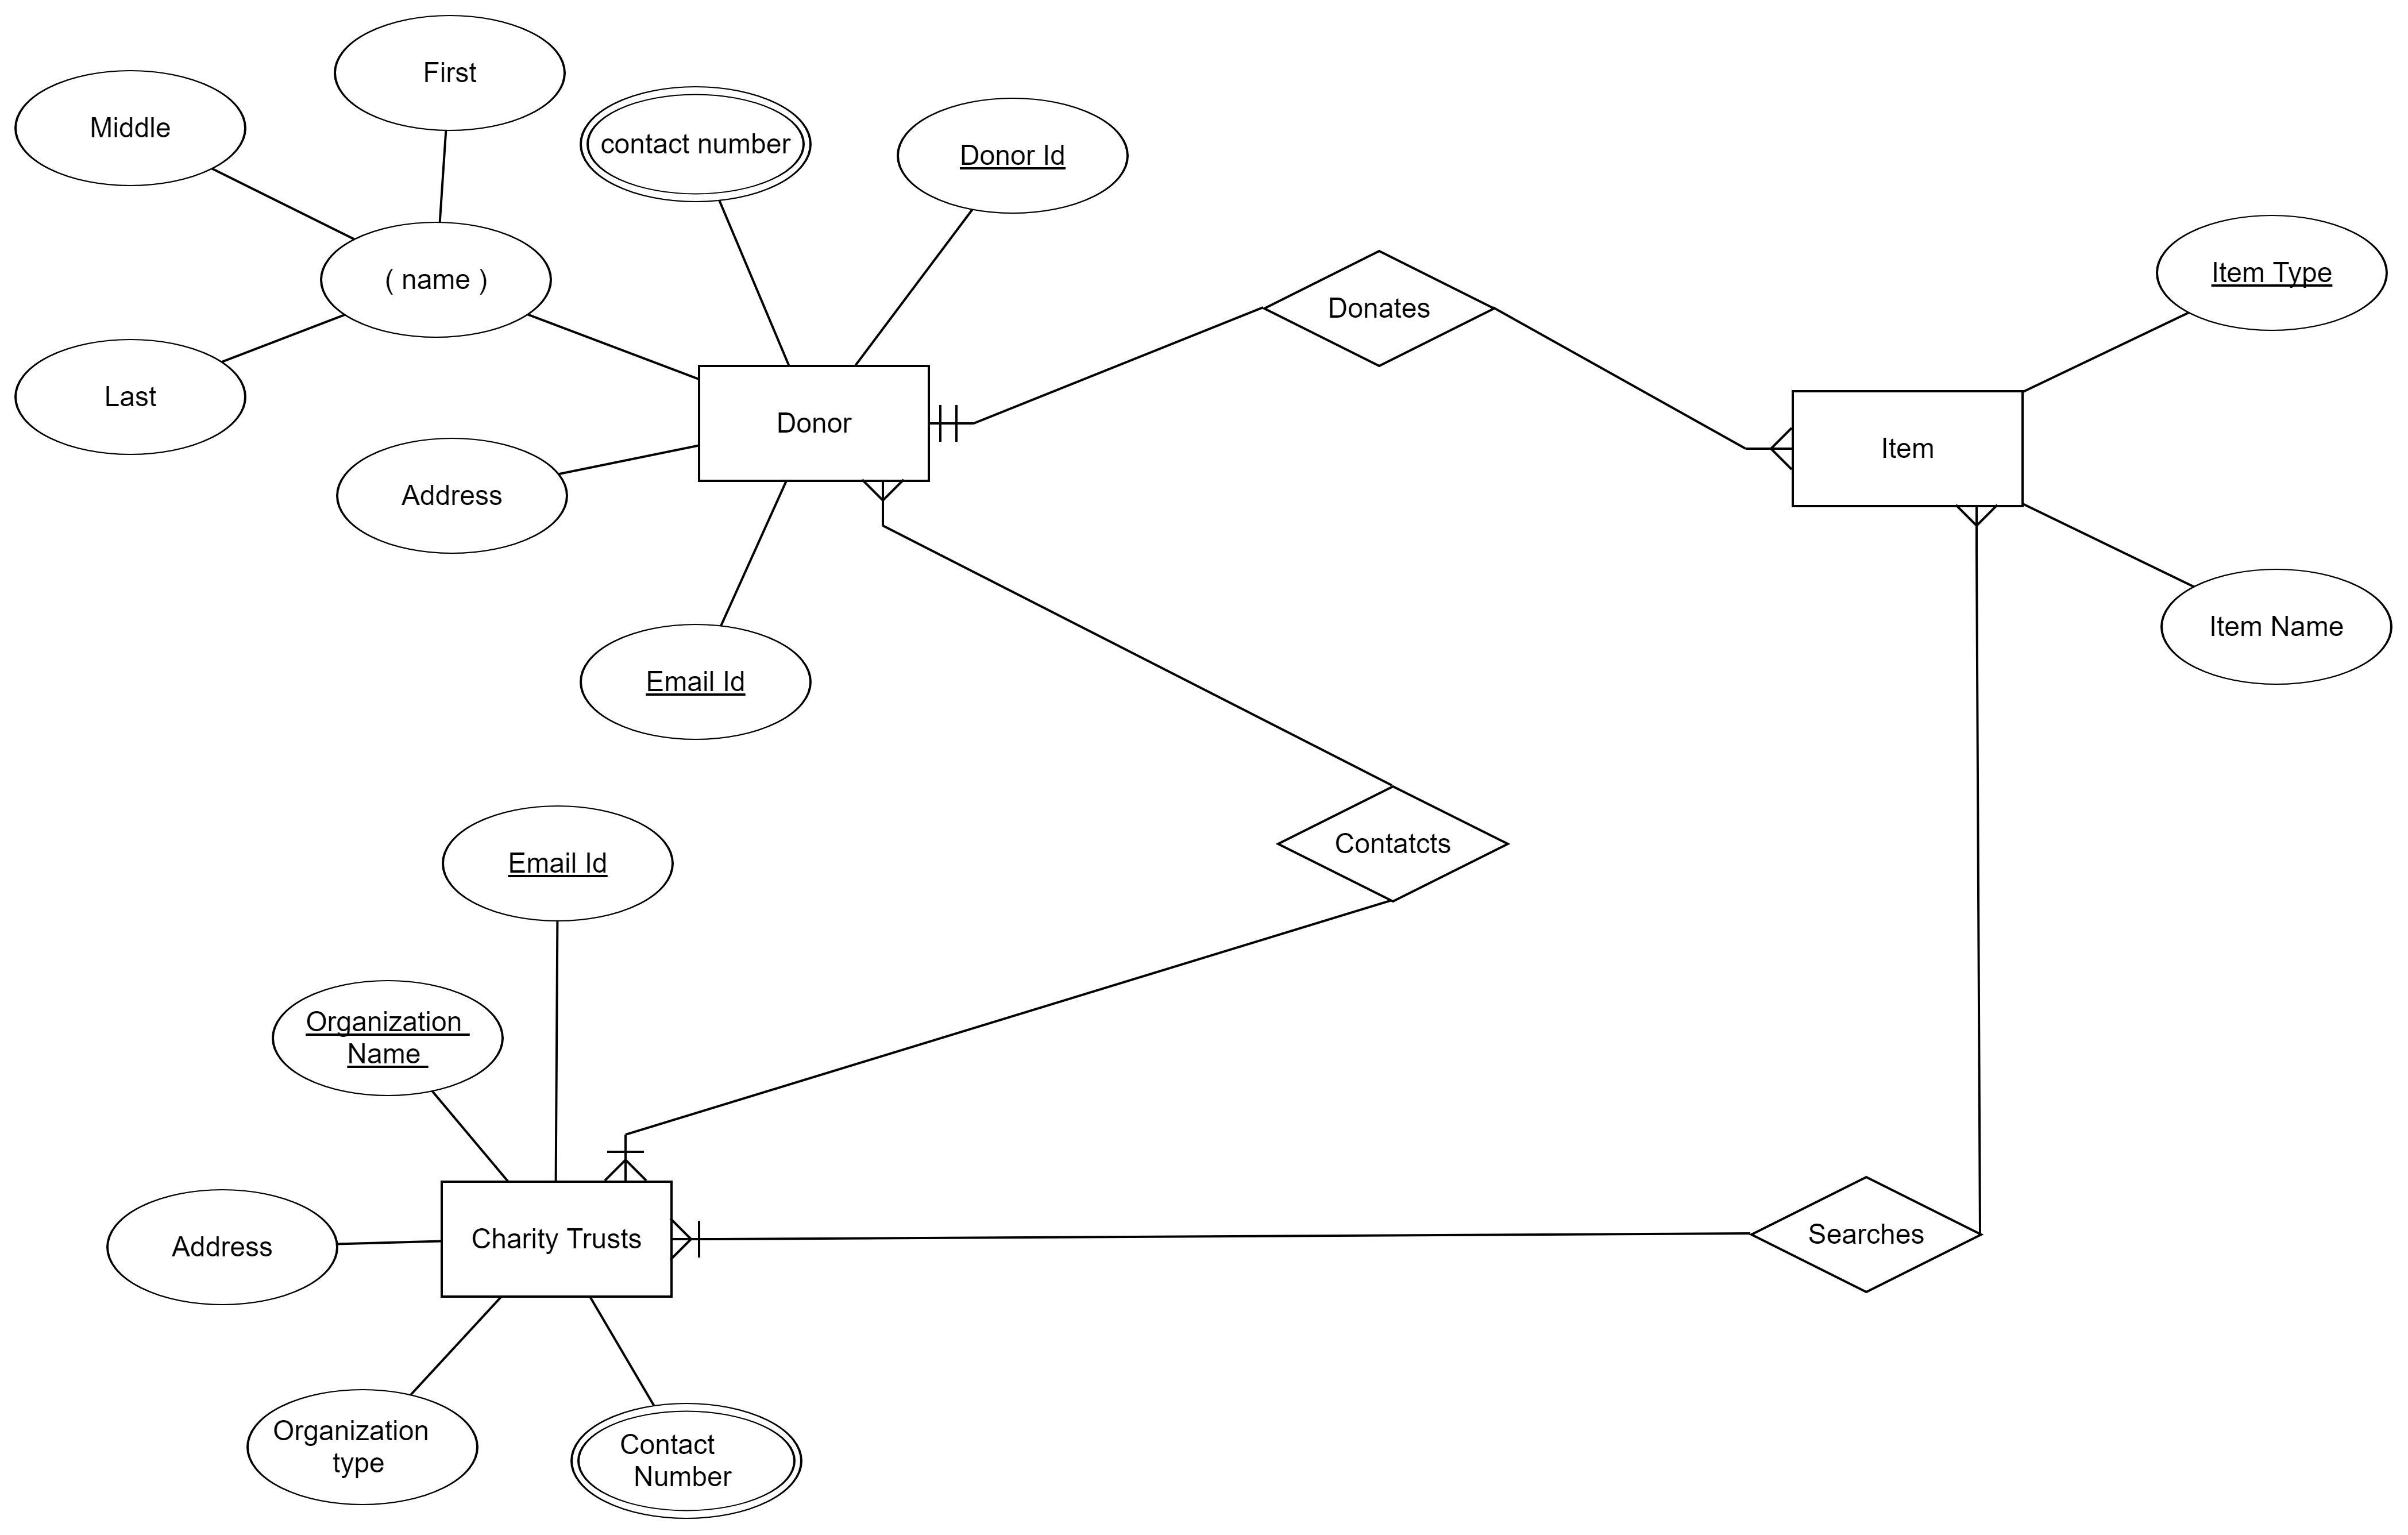 First
Middle
contact number
Donor Id
( name )
Item Type
Donates
Last
Donor
Item
Address
Item Name
Email Id
Contatcts
Email Id
Organization
Name
Charity Trusts
Searches
Address
Organization
type
Contact
Number